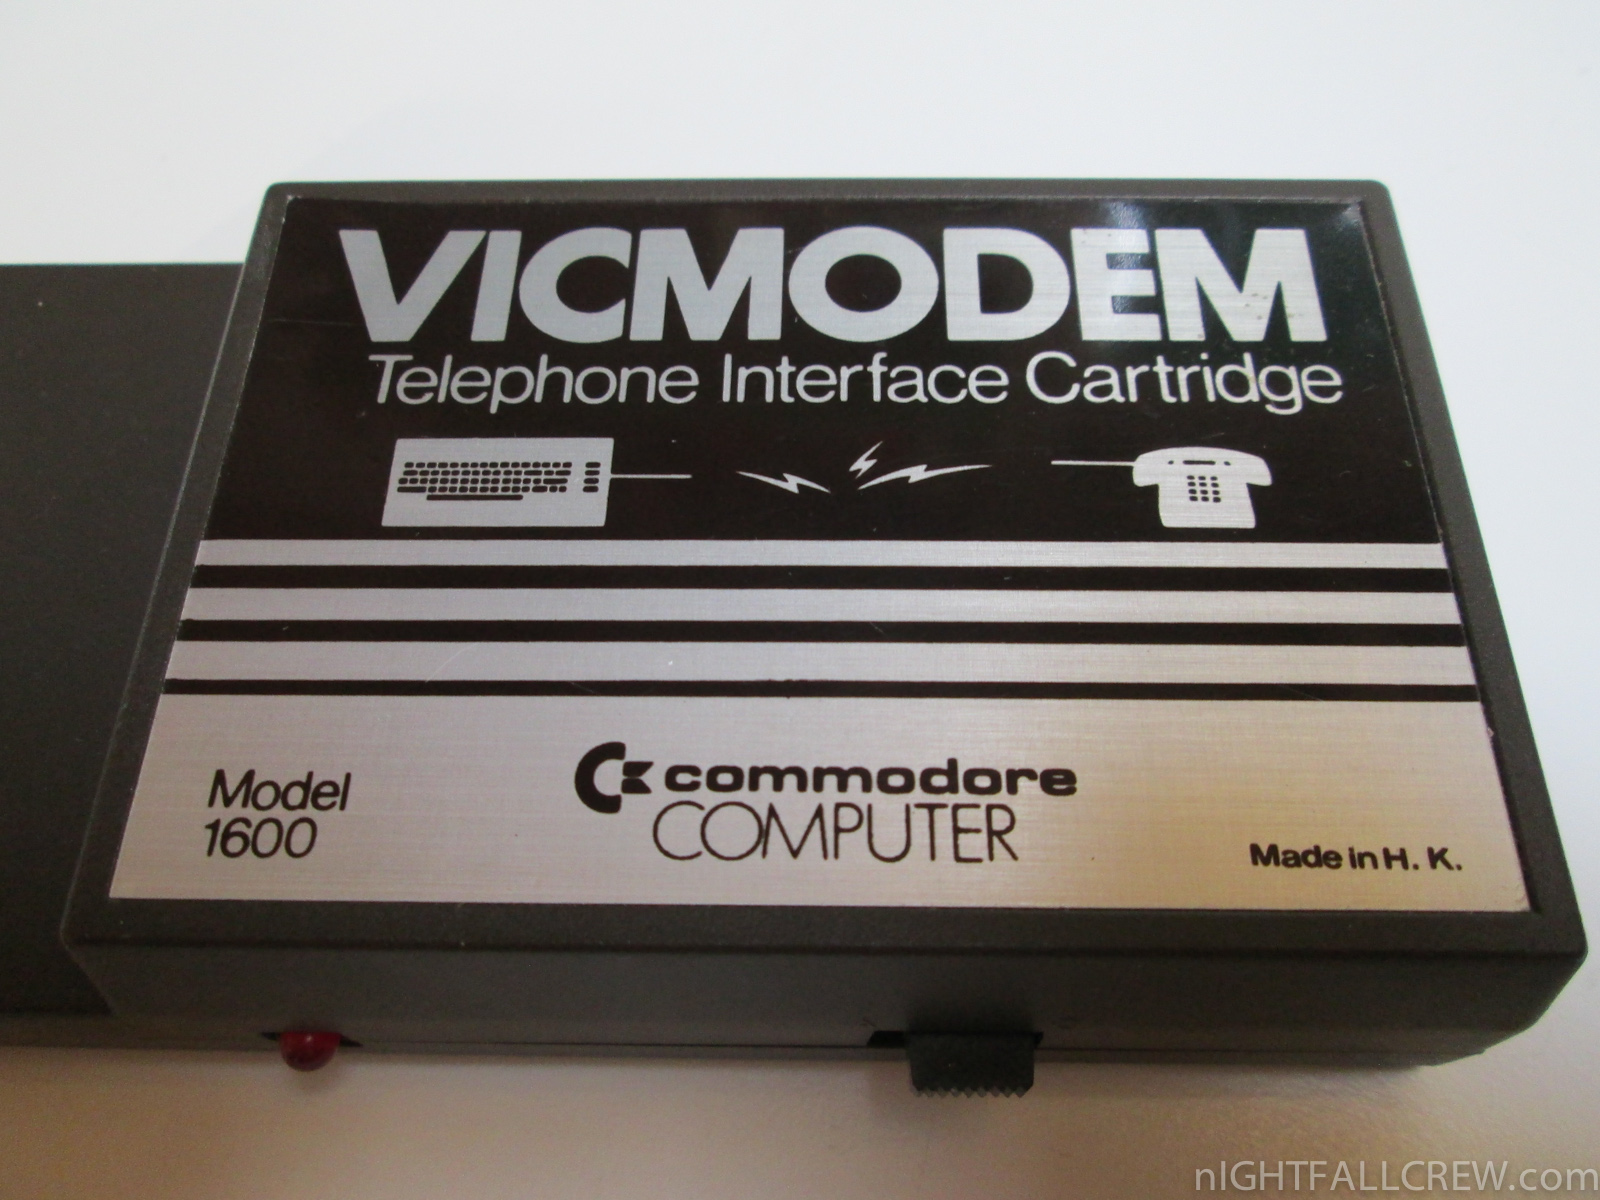 VICMODEM
Telephone Interface Cartridge
Model
1600
commodore
COMPUTER
Made in H. K.
nIGHTFALLCREW.com